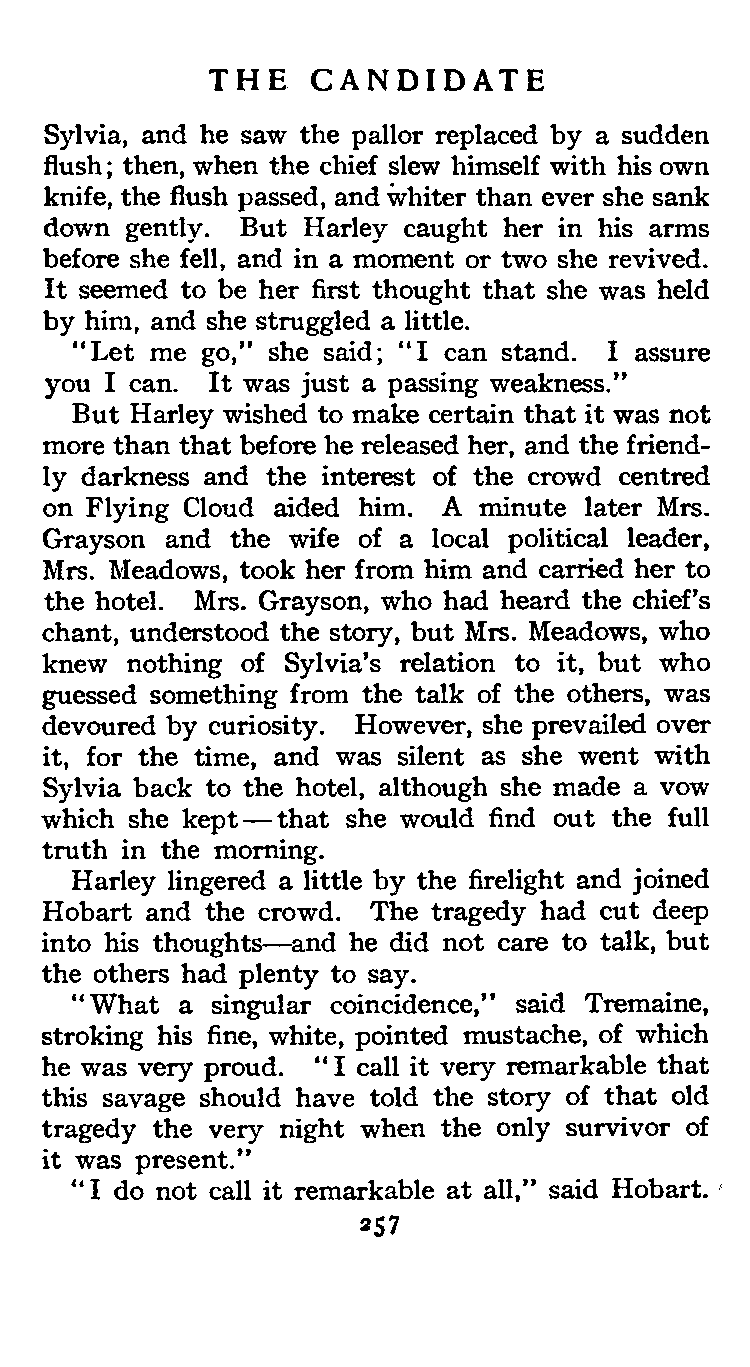 THE CANDIDATE
Sylvia, and he saw the pallor replaced by a sudden
flush; then, when the chief slew himself with his own
knife, the flush passed, and whiter than ever she sank
down gently. But Harley caught her in his arms
before she fell, and in a moment or two she revived.
It seemed to be her first thought that she was held
by him, and she struggled a little.
"Let me go," she said; "I can stand. I assure
you I can. It was just a passing weakness."
But Harley wished to make certain that it was not
more than that before he released her, and the friend-
ly darkness and the interest of the crowd centred
on Flying Cloud aided him. A minute later Mrs.
Grayson and the wife of a local political leader,
Mrs. Meadows, took her from him and carried her to
the hotel. Mrs. Grayson, who had heard the chief's
chant, understood the story, but Mrs. Meadows, who
knew nothing of Sylvia's relation to it, but who
guessed something from the talk of the others, was
devoured by curiosity. However, she prevailed over
it, for the time, and was silent as she went with
Sylvia back to the hotel, although she made a vow
which she kept—that she would find out the full
truth in the morning.
Harley lingered a little by the firelight and joined
Hobart and the crowd. The tragedy had cut deep
into his thoughts—and he did not care to talk, but
the others had plenty to say.
"What a singular coincidence," said Tremaine,
stroking his fine, white, pointed mustache, of which
he was very proud. "I call it very remarkable that
this savage should have told the story of that old
tragedy the very night when the only survivor of
it was present."
"I do not call it remarkable at all," said Hobart.
257